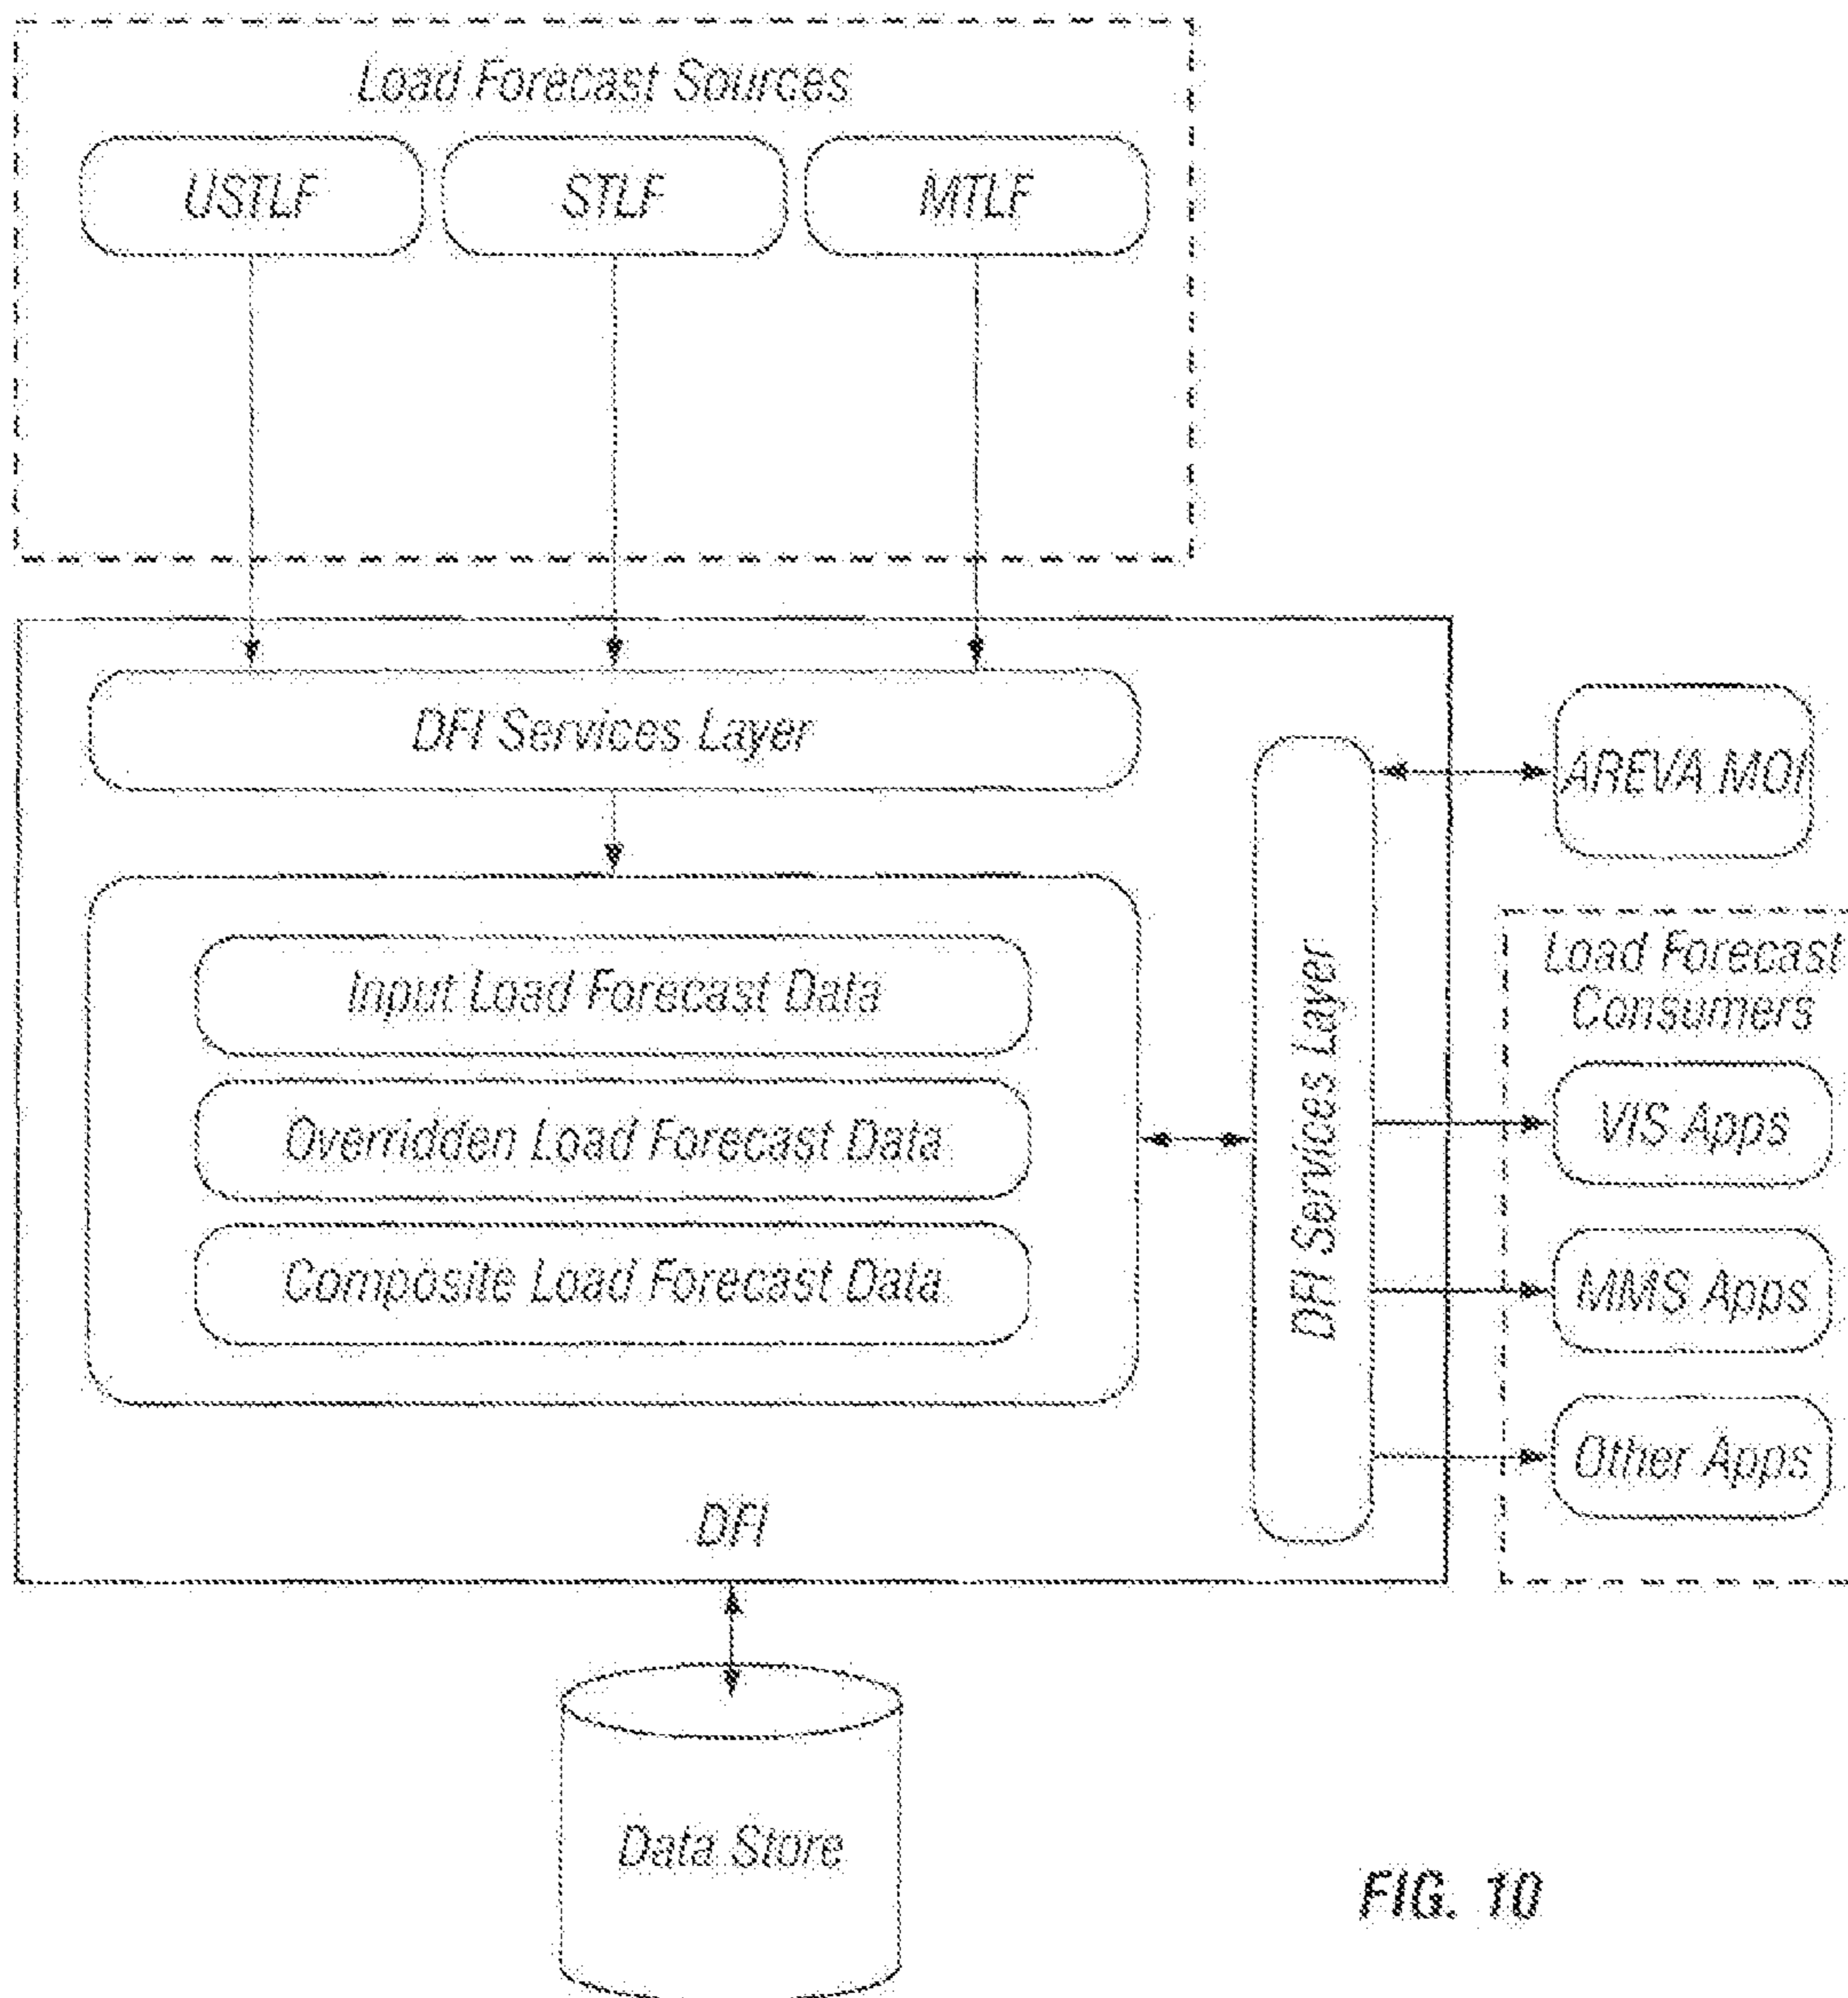 Load Forecast Sources
USTLF
STLF
MTLF
DFI Services Layer
Input Load Forecast Data
Overridden Load Forecast Data
Composite Load Forecast Data
DFI
DFI Services Layer
AREVA MOI
Load Forecast
Consumers
VIS Apps
MMS Apps
Other Apps
Data Store
FIG. 10